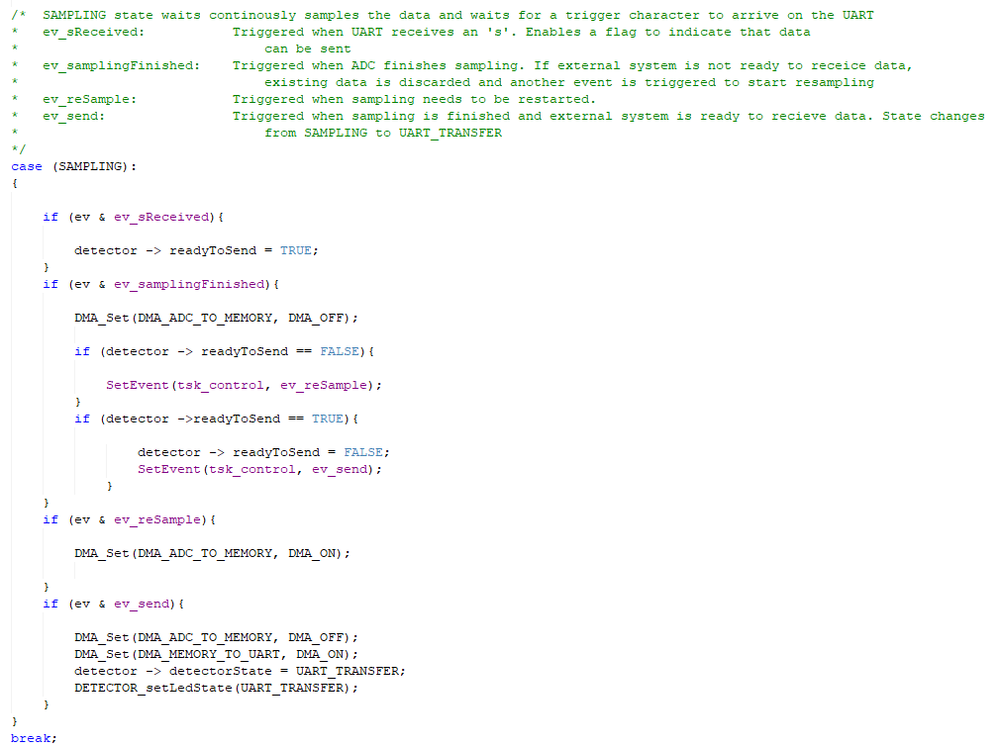 /*  SAMPLING state waits continously samples the data and waits for a trigger character to arrive on the UART
*   ev_sReceived:           Triggered when UART receives an 's'. Enables a flag to indicate that data
*                               can be sent
*   ev_samplingFinished:    Triggered when ADC finishes sampling. If external system is not ready to receice data,
*                               existing data is discarded and another event is triggered to start resampling
*   ev_reSample:            Triggered when sampling needs to be restarted.
*   ev_send:                Triggered when sampling is finished and external system is ready to recieve data. State changes
*                               from SAMPLING to UART_TRANSFER
*/
case (SAMPLING):
{
    if (ev & ev_sReceived){
        detector -> readyToSend = TRUE;
    }
    if (ev & ev_samplingFinished){
        DMA_Set(DMA_ADC_TO_MEMORY, DMA_OFF);
        if (detector -> readyToSend == FALSE){
            SetEvent(tsk_control, ev_reSample);
        }
        if (detector ->readyToSend == TRUE){
                detector -> readyToSend = FALSE;
                SetEvent(tsk_control, ev_send);
            }
    }
    if (ev & ev_reSample){
        DMA_Set(DMA_ADC_TO_MEMORY, DMA_ON);
    }
    if (ev & ev_send){
        DMA_Set(DMA_ADC_TO_MEMORY, DMA_OFF);
        DMA_Set(DMA_MEMORY_TO_UART, DMA_ON);
        detector -> detectorState = UART_TRANSFER;
        DETECTOR_setLedState(UART_TRANSFER);
    }
}
break;